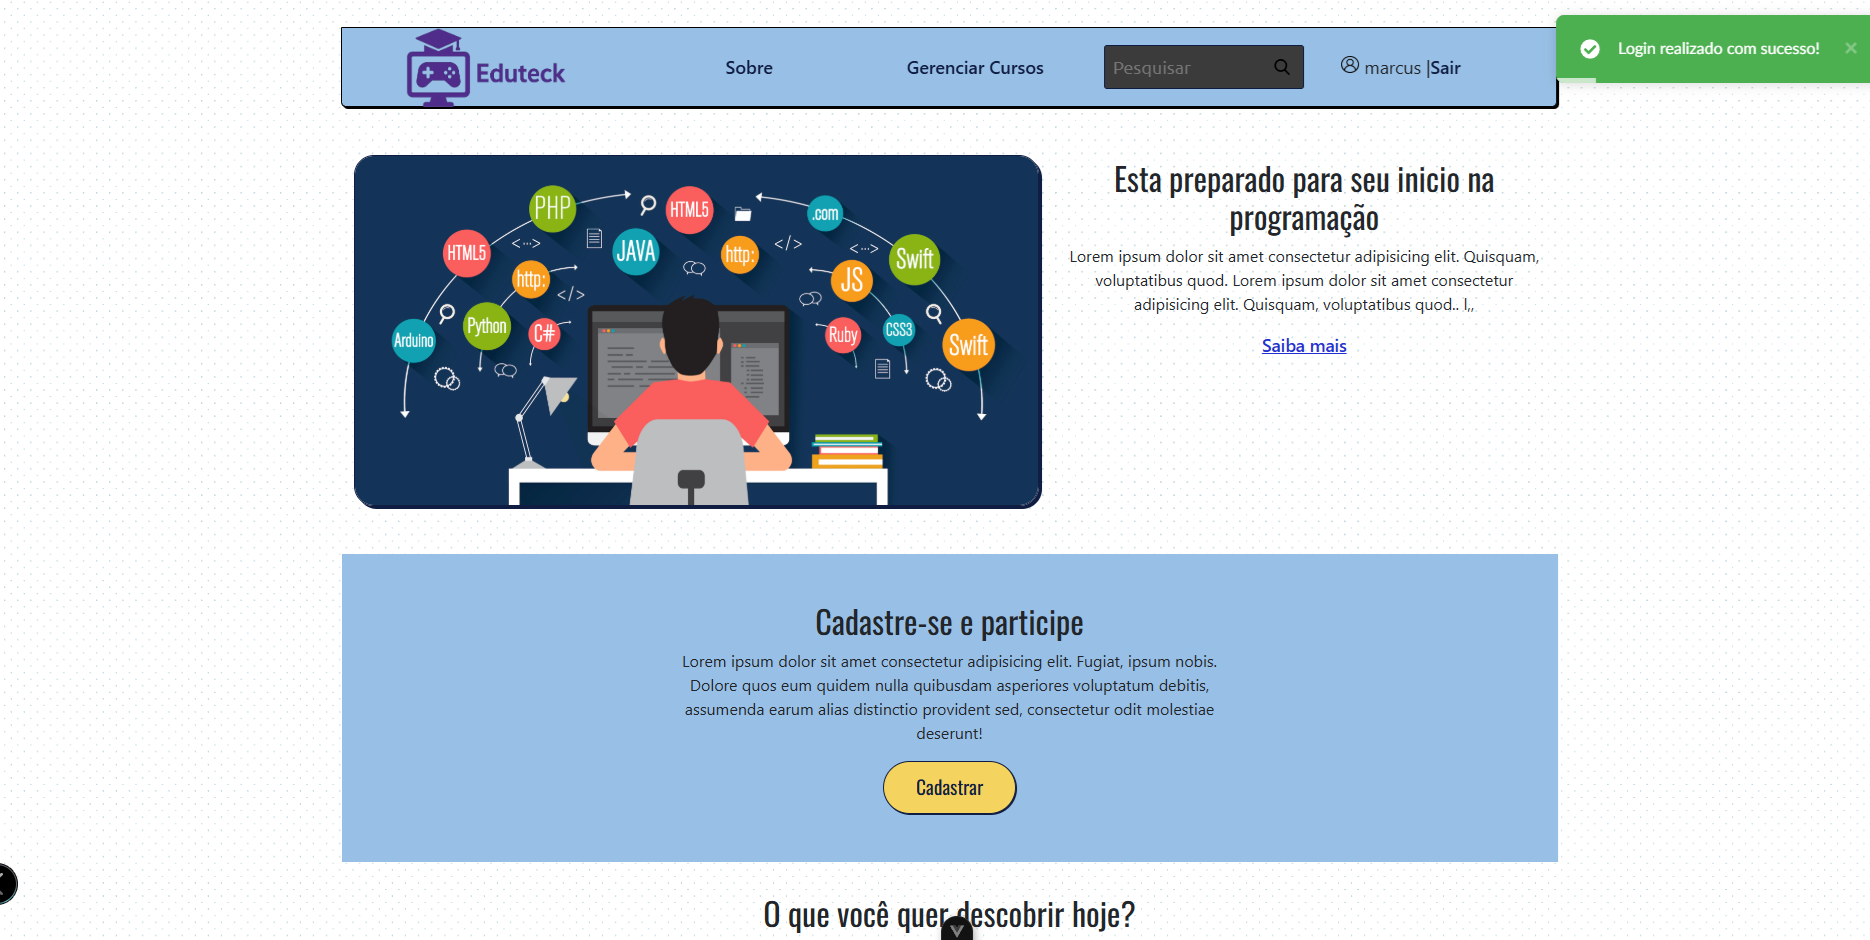 Eduteck
Sobre
Gerenciar Cursos
Pesquisar
marcus |Sair
Login realizado com sucesso!
PHP
HTML5
.com
HTML5
JAVA
http:
Swift
http:
JS
Arduino
Python
C#
Ruby
CSS3
Swift
Esta preparado para seu inicio na
programação
Lorem ipsum dolor sit amet consectetur adipisicing elit. Quisquam,
voluptatibus quod. Lorem ipsum dolor sit amet consectetur
adipisicing elit. Quisquam, voluptatibus quod.. l,,
Saiba mais
Cadastre-se e participe
Lorem ipsum dolor sit amet consectetur adipisicing elit. Fugiat, ipsum nobis.
Dolore quos eum quidem nulla quibusdam asperiores voluptatum debitis,
assumenda earum alias distinctio provident sed, consectetur odit molestiae
deserunt!
Cadastrar
O que você quer descobrir hoje?